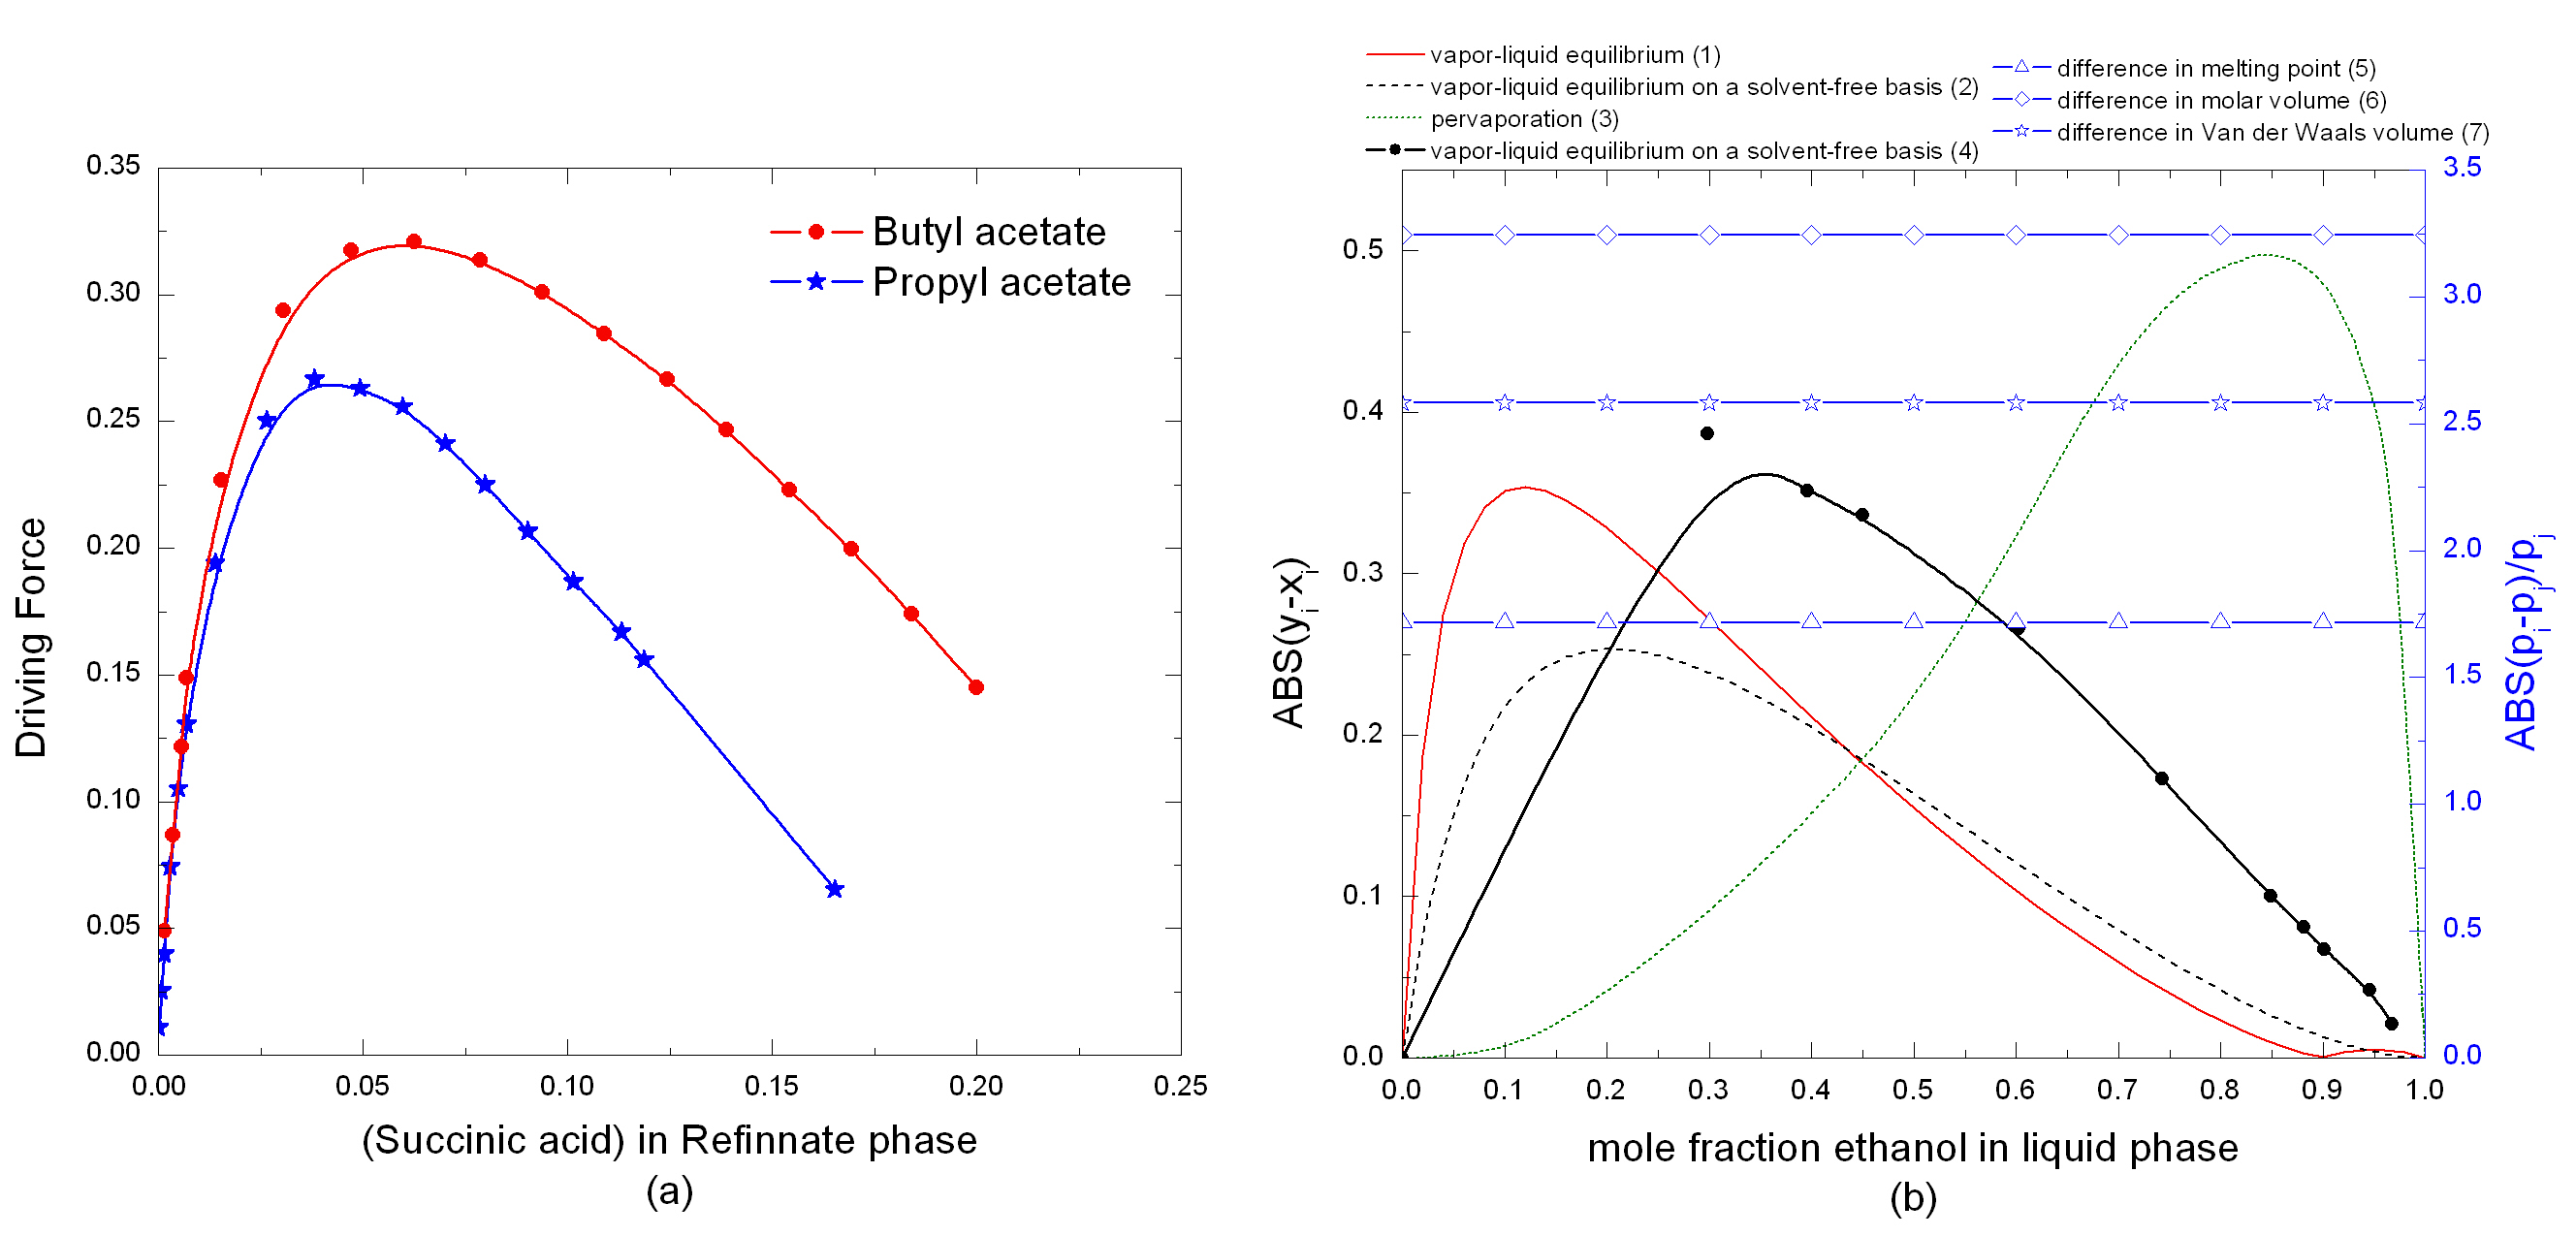 Butyl acetate
Propyl acetate
0.35
0.30
0.25
0.20
0.15
0.10
0.05
0.00
Driving Force
0.00 0.05 0.10 0.15 0.20 0.25
(Succinic acid) in Refinnate phase
(a)
vapor-liquid equilibrium (1)
vapor-liquid equilibrium on a solvent-free basis (2)
pervaporation (3)
vapor-liquid equilibrium on a solvent-free basis (4)
difference in melting point (5)
difference in molar volume (6)
difference in Van der Waals volume (7)
0.5
0.4
0.3
0.2
0.1
0.0
ABS(yi-xi)
3.5
3.0
2.5
2.0
1.5
1.0
0.5
0.0
ABS(pi-pj)/pj
0.0 0.1 0.2 0.3 0.4 0.5 0.6 0.7 0.8 0.9 1.0
mole fraction ethanol in liquid phase
(b)